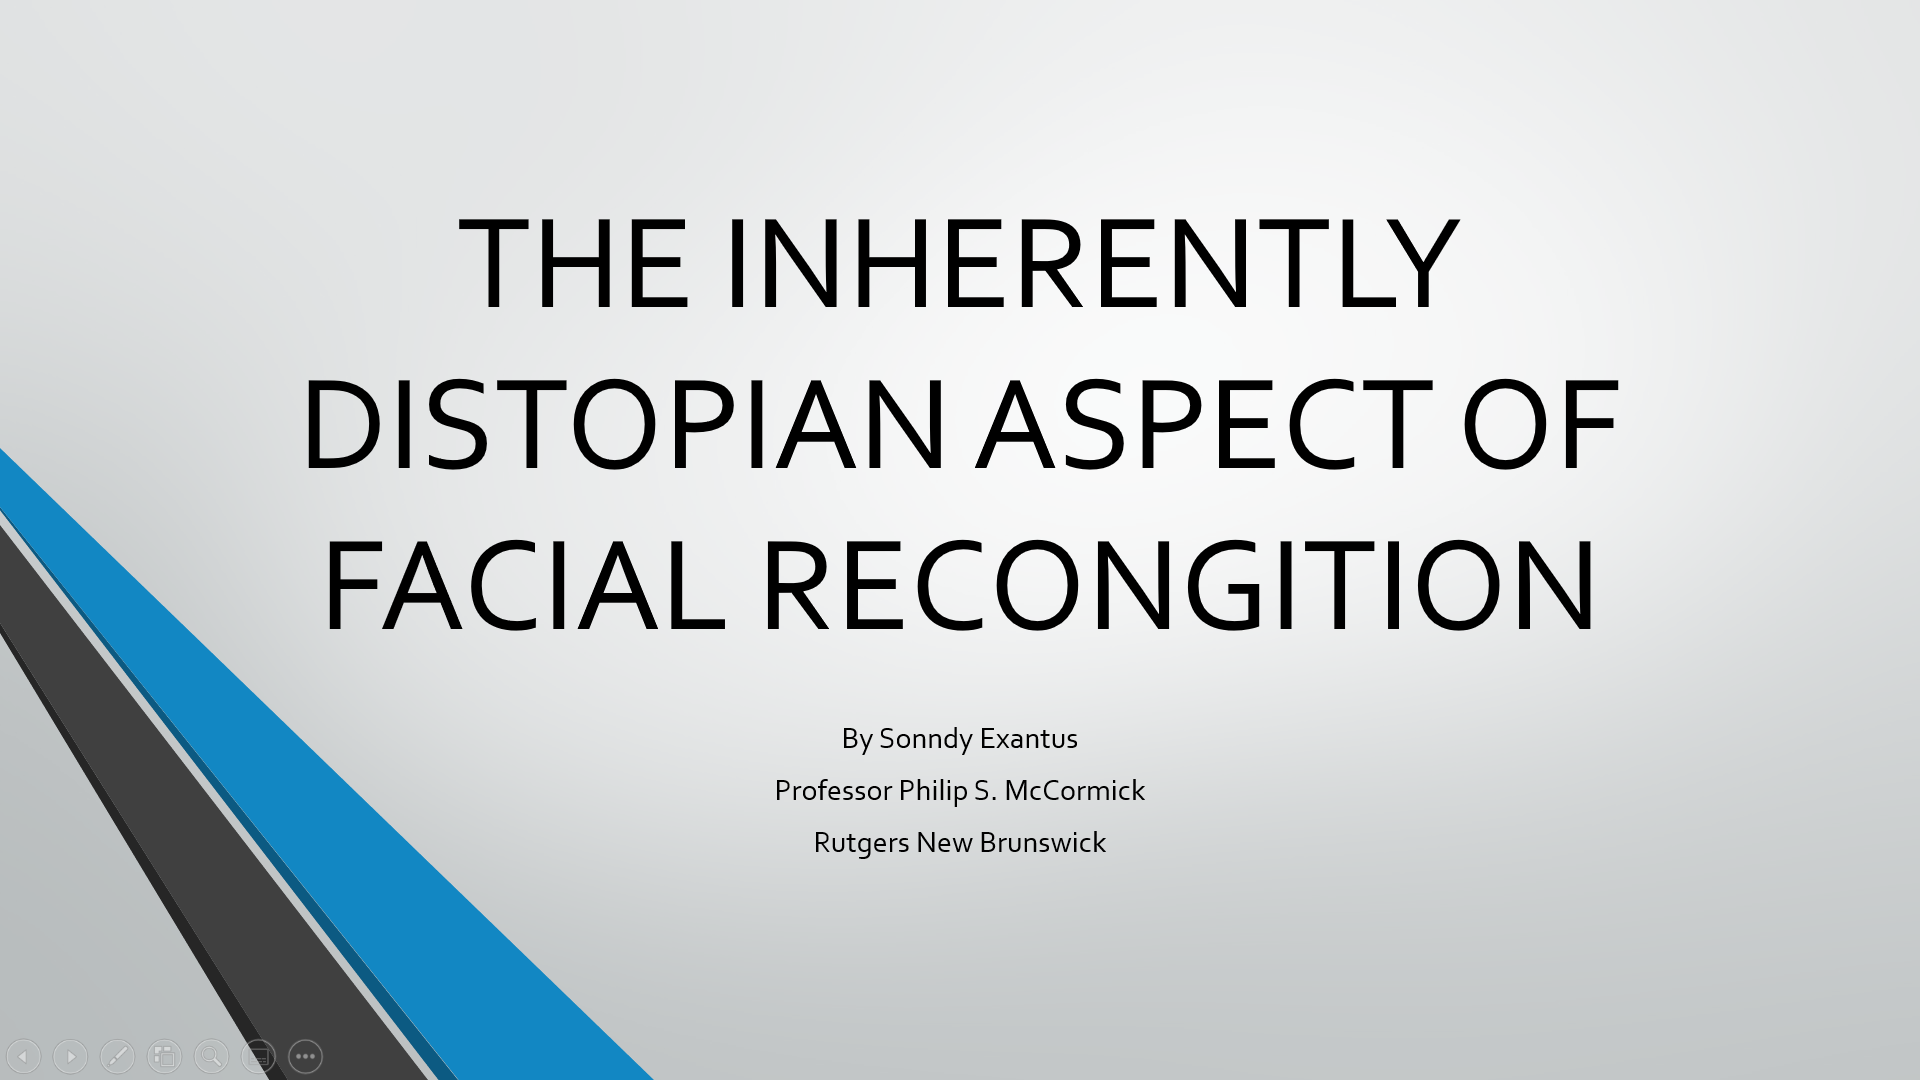 THE INHERENTLY
DISTOPIAN ASPECT OF
FACIAL RECONGITION
By Sonndy Exantus
Professor Philip S. McCormick
Rutgers New Brunswick